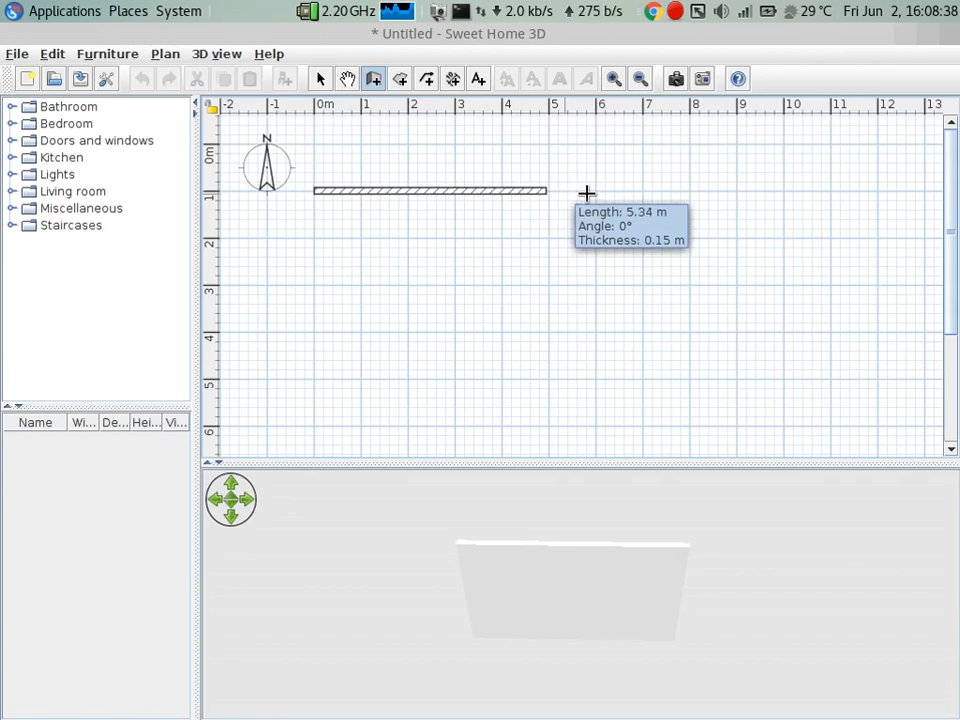 Applications Places System 2.20 GHz 2.0 kb/s 275 b/s 29 °C Fri Jun 2, 16:08:38
* Untitled - Sweet Home 3D
File Edit Furniture Plan 3D view Help
-2 -1 0m 1 2 3 4 5 6 7 8 9 10 11 12 13
Bathroom
Bedroom
Doors and windows
Kitchen
Lights
Living room
Miscellaneous
Staircases
N
0m
1
2
3
4
5
6
Length: 5.34 m
Angle: 0°
Thickness: 0.15 m
Name Wi... De... Hei... Vi...